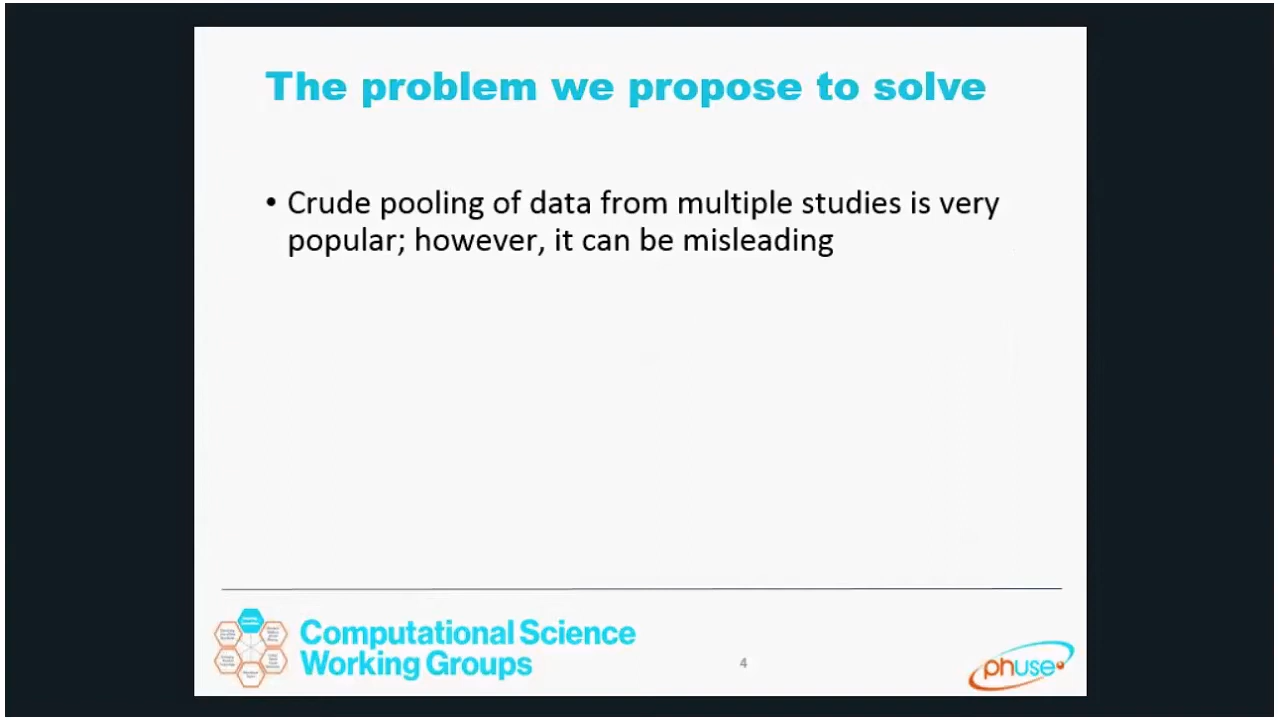 The problem we propose to solve
• Crude pooling of data from multiple studies is very
popular; however, it can be misleading
Computational Science
Working Groups
4
phuse